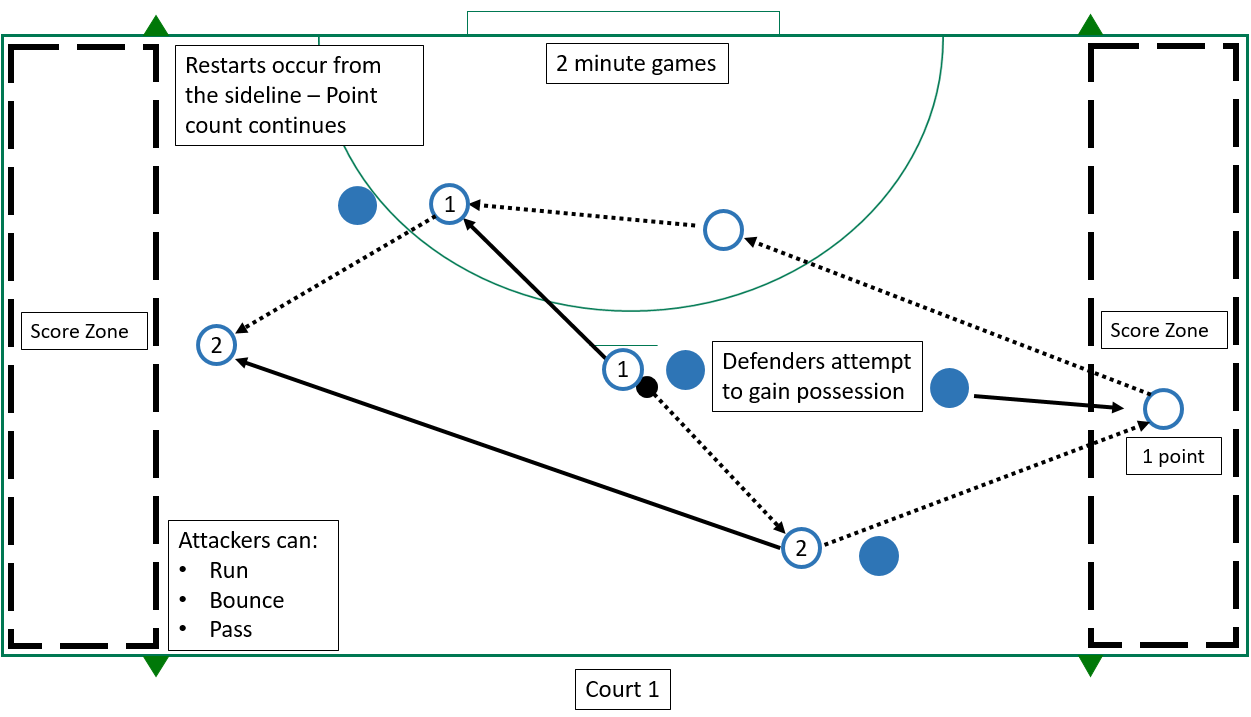 2 minute games
Restarts occur from
the sideline – Point
count continues
1
2
1
Score Zone
Score Zone
Defenders attempt
to gain possession
1 point
2
Attackers can:
• Run
• Bounce
• Pass
Court 1